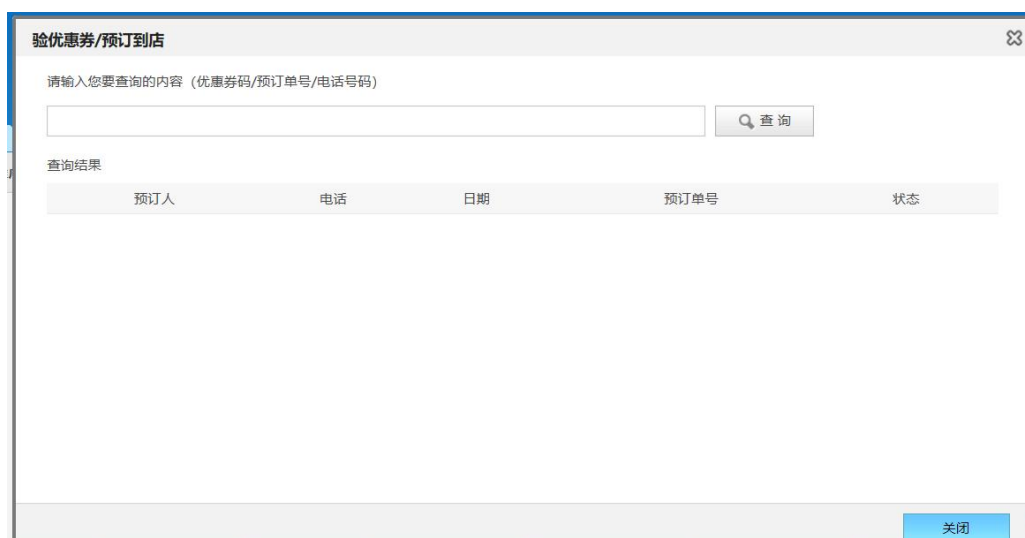 验优惠券/预订到店
请输入您要查询的内容（优惠券码/预订单号/电话号码）
查 询
查询结果
预订人 电话 日期 预订单号 状态
关闭